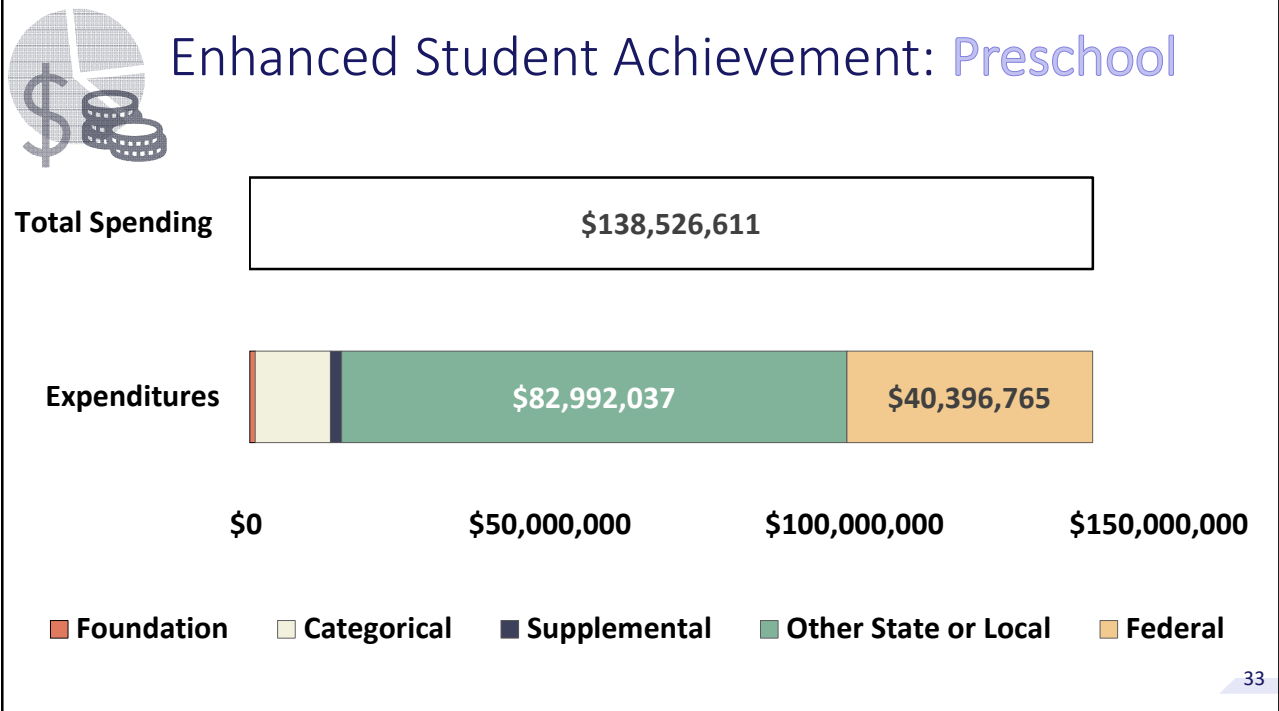 Enhanced Student Achievement: Preschool
Total Spending
$138,526,611
Expenditures
$82,992,037
$40,396,765
$0 $50,000,000 $100,000,000 $150,000,000
Foundation Categorical Supplemental Other State or Local Federal
33